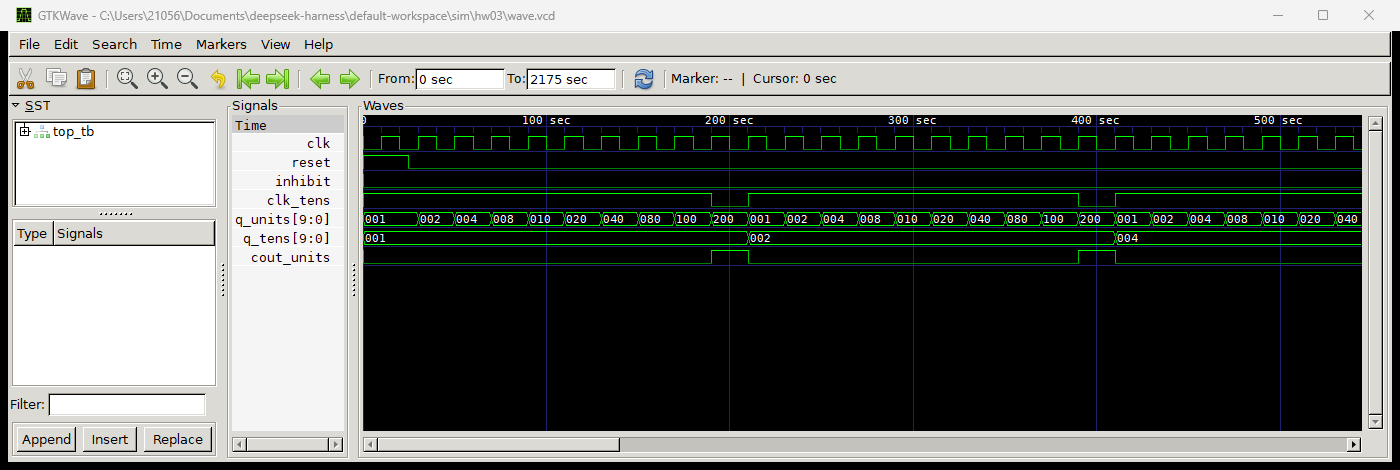 GTKWave - C:\Users\21056\Documents\deepseek-harness\default-workspace\sim\hw03\wave.vcd
File Edit Search Time Markers View Help
From: 0 sec To: 2175 sec Marker: -- | Cursor: 0 sec
SST
top_tb
Type Signals
Filter:
Append Insert Replace
Signals
Time
clk
reset
inhibit
clk_tens
q_units[9:0]
q_tens[9:0]
cout_units
Waves
0 100 sec 200 sec 300 sec 400 sec 500 sec
001 002 004 008 010 020 040 080 100 200 001 002 004 008 010 020 040 080 100 200 001 002 004 008 010 020 040
001 002 004